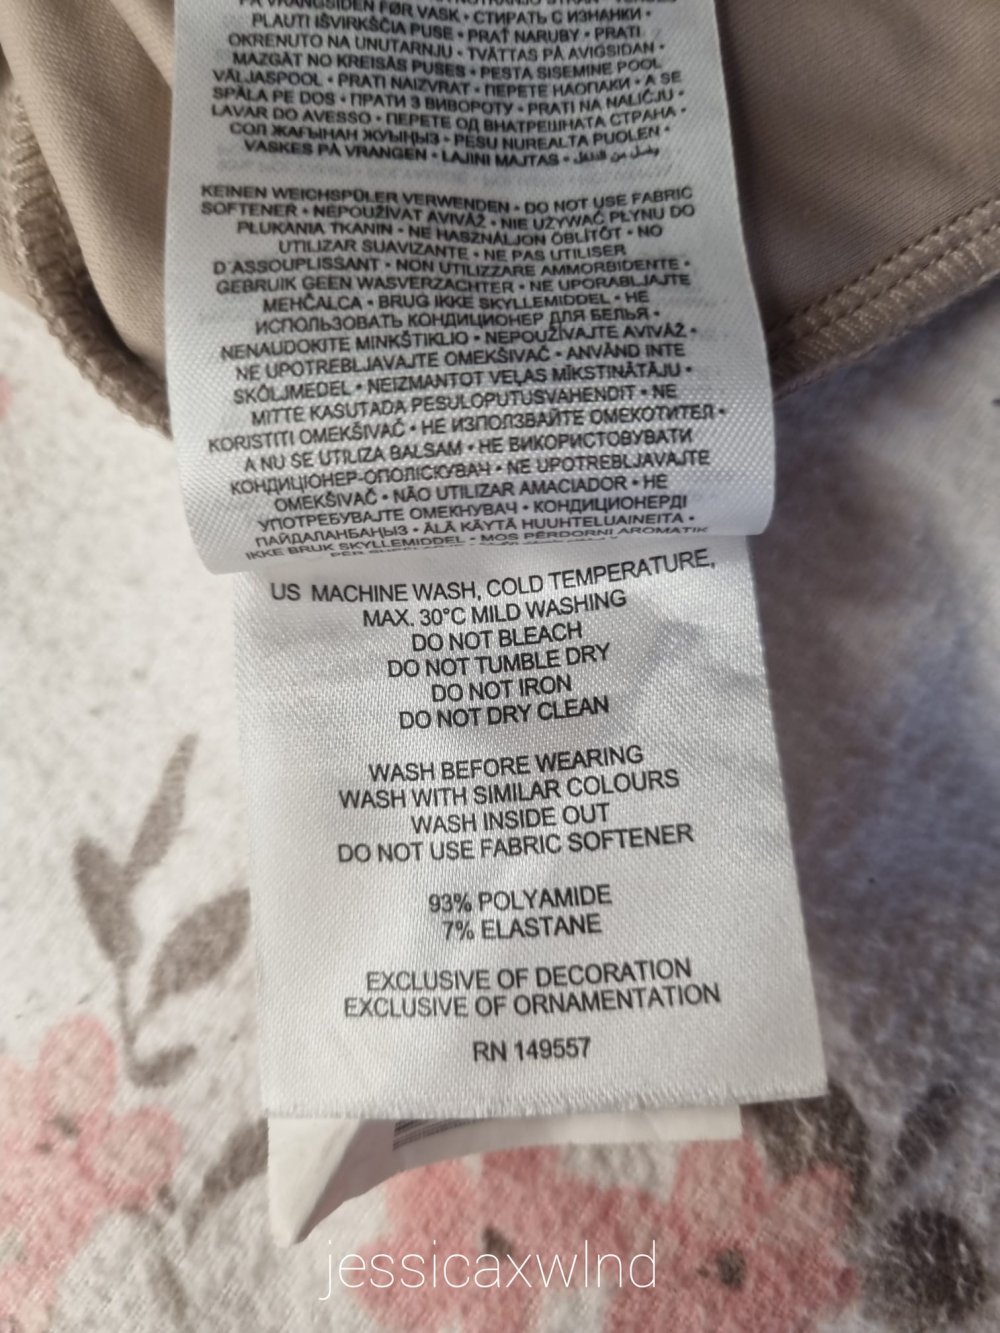 PÅ VRANGSIDEN FØR VASK • СТИРАТЬ С ИЗНАНКИ •
PLAUTI IŠVIRKŠČIA PUSE • PRAŤ NARUBY • PRATI
OKRENUTO NA UNUTARNJU • TVÄTTAS PÅ AVIGSIDAN •
MAZGĀT NO KREISĀS PUSES • PESTA SISEMINE POOL
VÄLJASPOOL • PRATI NAIZVRAT • ПЕРЕТЕ НАОПАКИ • A SE
SPĂLA PE DOS • ПРАТИ З ВИВОРОТУ • PRATI NA NALIČJU •
LAVAR DO AVESSO • ПЕРЕТЕ ОД ВНАТРЕШНАТА СТРАНА •
СОЛ ЖАҒЫНАН ЖУЫҢЫЗ • PESU NUREALTA PUOLEN •
VASKES PÅ VRANGEN • LAJINI MAJTAS •
KEINEN WEICHSPÜLER VERWENDEN • DO NOT USE FABRIC
SOFTENER • NEPOUŽÍVAT AVIVÁŽ • NIE UŻYWAĆ PŁYNU DO
PŁUKANIA TKANIN • NE HASZNÁLJON ÖBLÍTŐT • NO
UTILIZAR SUAVIZANTE • NE PAS UTILISER
D'ASSOUPLISSANT • NON UTILIZZARE AMMORBIDENTE •
GEBRUIK GEEN WASVERZACHTER • NE UPORABLJAJTE
MEHČALCA • BRUG IKKE SKYLLEMIDDEL • НЕ
ИСПОЛЬЗОВАТЬ КОНДИЦИОНЕР ДЛЯ БЕЛЬЯ •
NENAUDOKITE MINKŠTIKLIO • NEPOUŽÍVAJTE AVIVÁŽ •
NE UPOTREBLJAVAJTE OMEKŠIVAČ • ANVÄND INTE
SKÖLJMEDEL • NEIZMANTOT VEĻAS MĪKSTINĀTĀJU •
MITTE KASUTADA PESULOPUTUSVAHENDIT • NE
KORISTITI OMEKŠIVAČ • НЕ ИЗПОЛЗВАЙТЕ ОМЕКОТИТЕЛ •
A NU SE UTILIZA BALSAM • НЕ ВИКОРИСТОВУВАТИ
КОНДИЦІОНЕР-ОПОЛІСКУВАЧ • NE UPOTREBLJAVAJTE
OMEKŠIVAČ • NÃO UTILIZAR AMACIADOR • НЕ
УПОТРЕБУВАЈТЕ ОМЕКНУВАЧ • КОНДИЦИОНЕРДІ
ПАЙДАЛАНБАҢЫЗ • ÄLÄ KÄYTÄ HUUHTELUAINEITA •
IKKE BRUK SKYLLEMIDDEL • MOS PËRDORNI AROMATIK
US MACHINE WASH, COLD TEMPERATURE,
MAX. 30°C MILD WASHING
DO NOT BLEACH
DO NOT TUMBLE DRY
DO NOT IRON
DO NOT DRY CLEAN
WASH BEFORE WEARING
WASH WITH SIMILAR COLOURS
WASH INSIDE OUT
DO NOT USE FABRIC SOFTENER
93% POLYAMIDE
7% ELASTANE
EXCLUSIVE OF DECORATION
EXCLUSIVE OF ORNAMENTATION
RN 149557
jessicaxwlnd